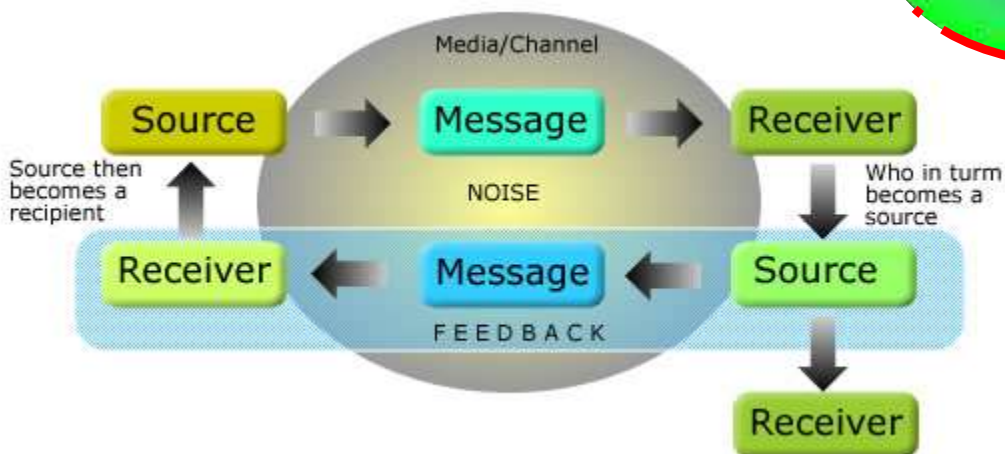 Media/Channel
Source
Message
Receiver
Source then
becomes a
recipient
NOISE
Who in turm
becomes a
source
Receiver
Message
Source
FEEDBACK
Receiver